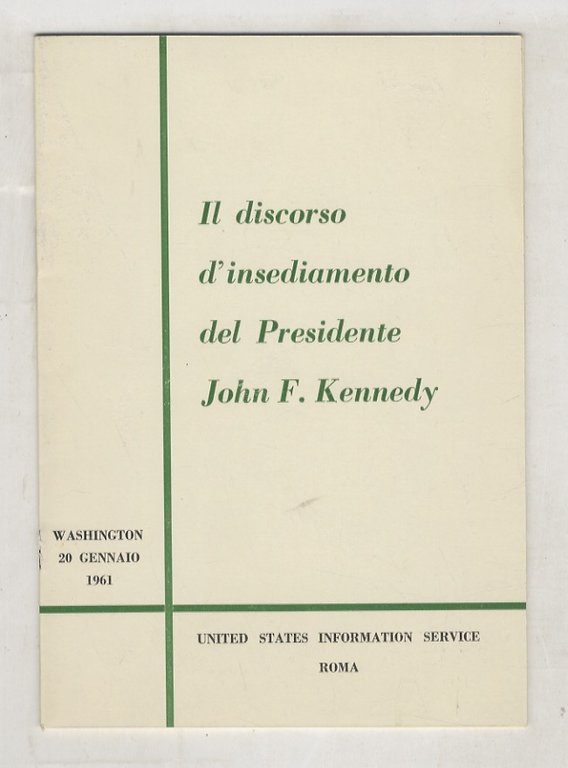 Il discorso
d'insediamento
del Presidente
John F. Kennedy
WASHINGTON
20 GENNAIO
1961
UNITED STATES INFORMATION SERVICE
ROMA